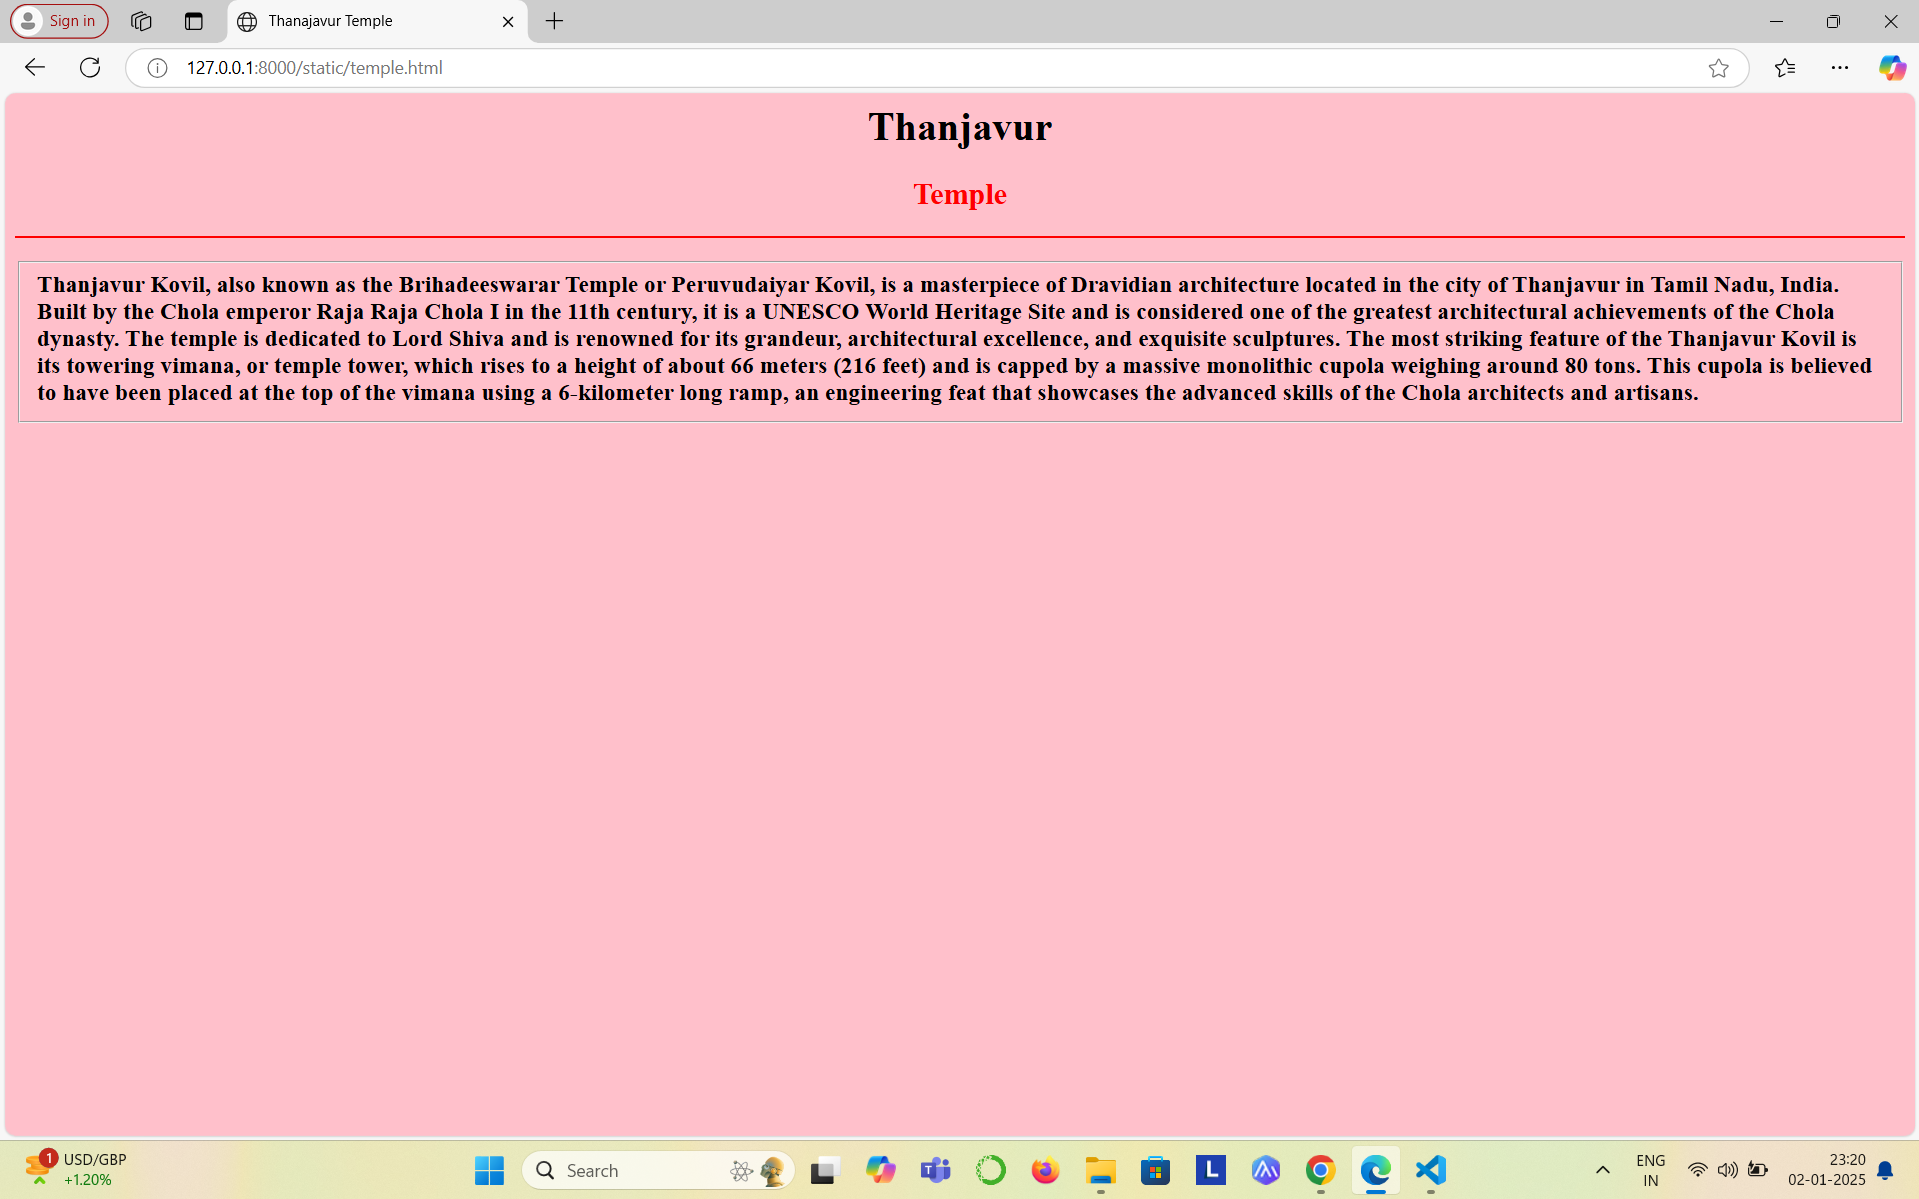 Sign in
Thanajavur Temple
127.0.0.1:8000/static/temple.html
Thanjavur
Temple
Thanjavur Kovil, also known as the Brihadeeswarar Temple or Peruvudaiyar Kovil, is a masterpiece of Dravidian architecture located in the city of Thanjavur in Tamil Nadu, India.
Built by the Chola emperor Raja Raja Chola I in the 11th century, it is a UNESCO World Heritage Site and is considered one of the greatest architectural achievements of the Chola
dynasty. The temple is dedicated to Lord Shiva and is renowned for its grandeur, architectural excellence, and exquisite sculptures. The most striking feature of the Thanjavur Kovil is
its towering vimana, or temple tower, which rises to a height of about 66 meters (216 feet) and is capped by a massive monolithic cupola weighing around 80 tons. This cupola is believed
to have been placed at the top of the vimana using a 6-kilometer long ramp, an engineering feat that showcases the advanced skills of the Chola architects and artisans.
1
USD/GBP
+1.20%
Search
L
ENG
IN
23:20
02-01-2025